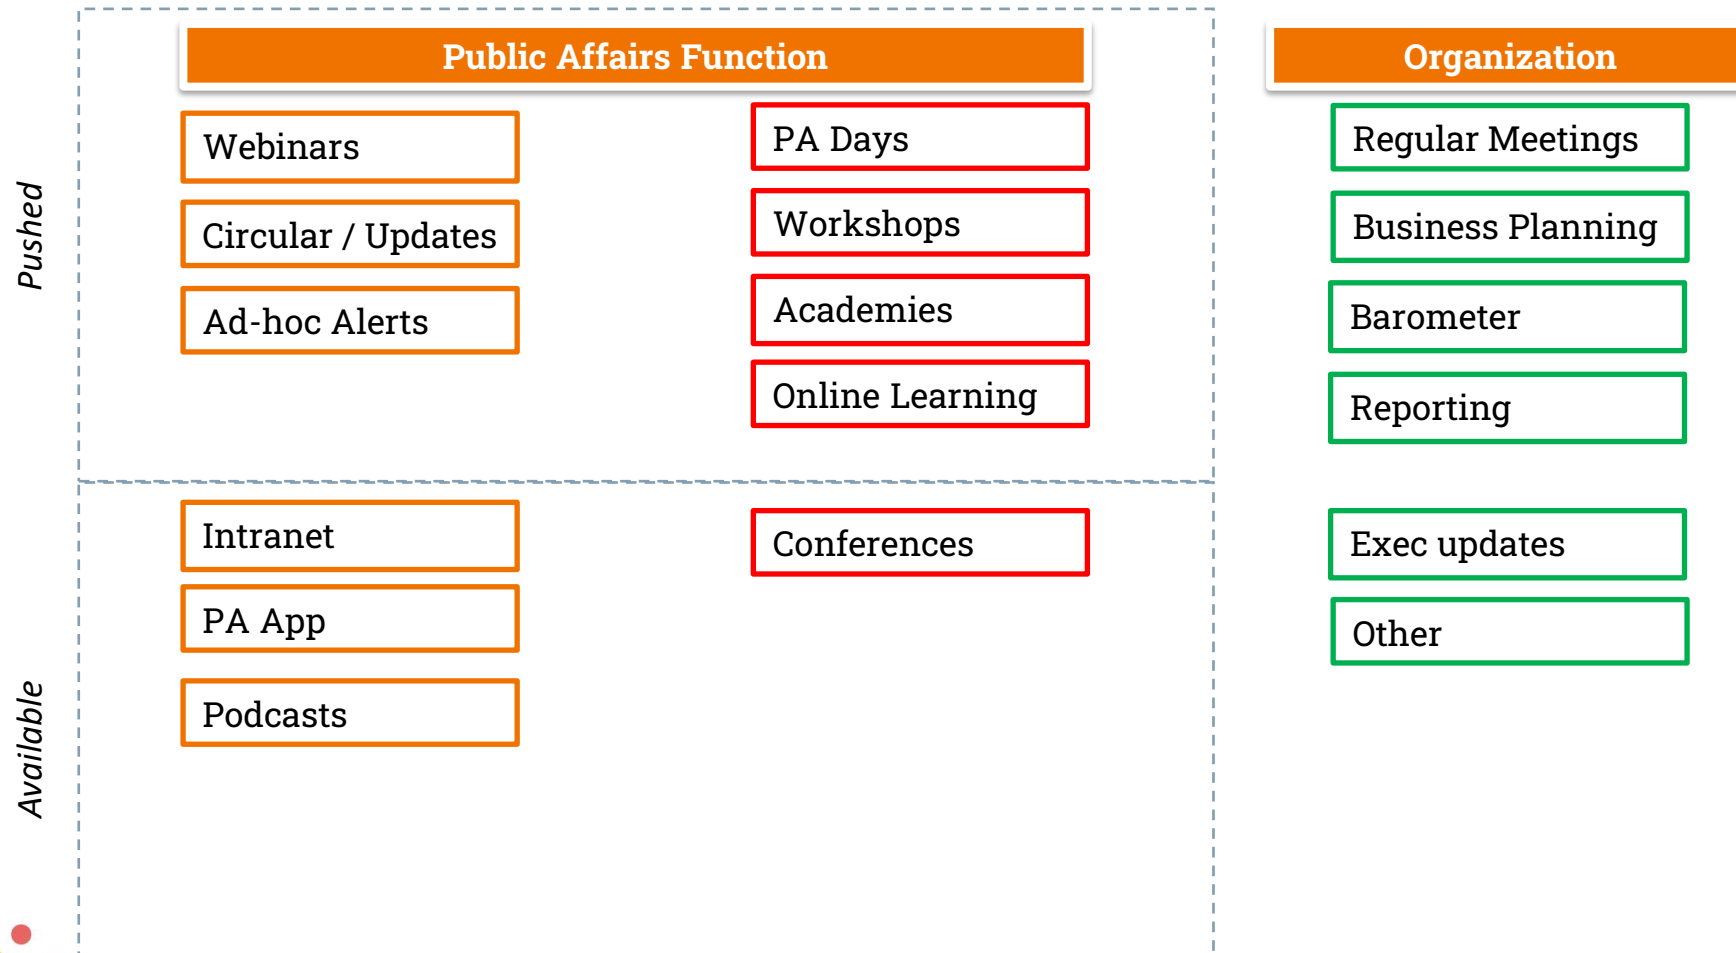 Public Affairs Function
Organization
Pushed
Webinars
Circular / Updates
Ad-hoc Alerts
PA Days
Workshops
Academies
Online Learning
Regular Meetings
Business Planning
Barometer
Reporting
Available
Intranet
PA App
Podcasts
Conferences
Exec updates
Other